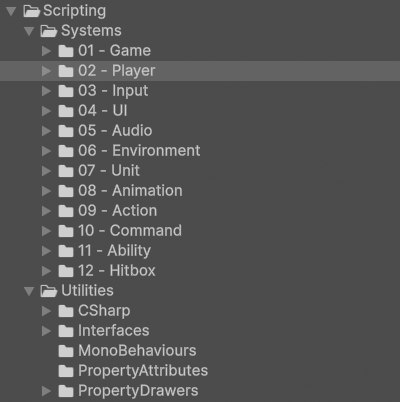 Scripting
Systems
01 - Game
02 - Player
03 - Input
04 - UI
05 - Audio
06 - Environment
07 - Unit
08 - Animation
09 - Action
10 - Command
11 - Ability
12 - Hitbox
Utilities
CSharp
Interfaces
MonoBehaviours
PropertyAttributes
PropertyDrawers